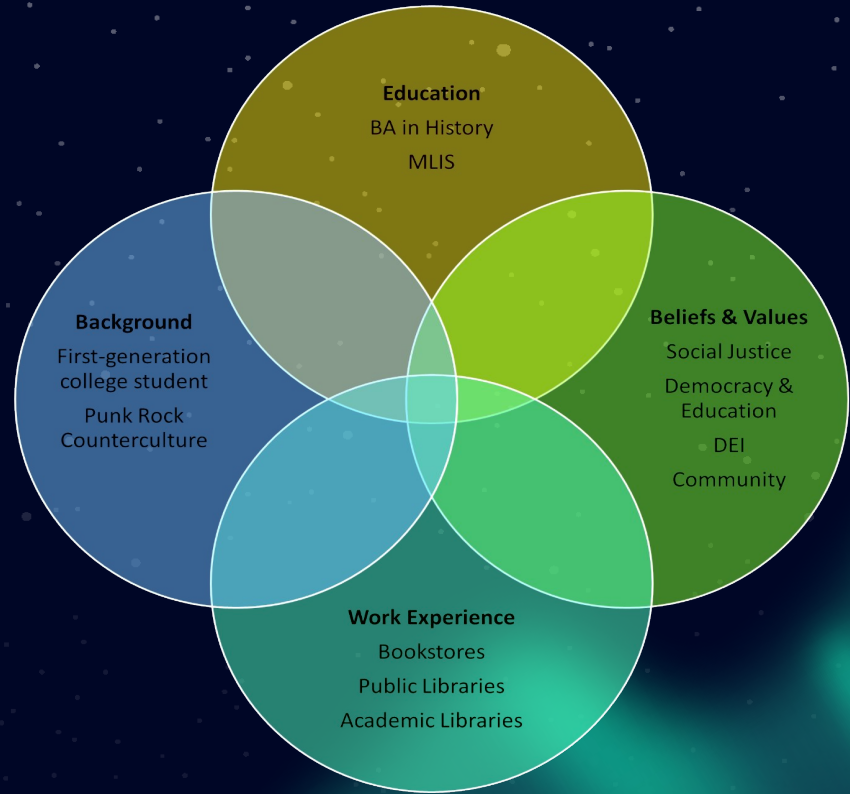 Education
BA in History
MLIS
Background
First-generation
college student
Punk Rock
Counterculture
Beliefs & Values
Social Justice
Democracy &
Education
DEI
Community
Work Experience
Bookstores
Public Libraries
Academic Libraries